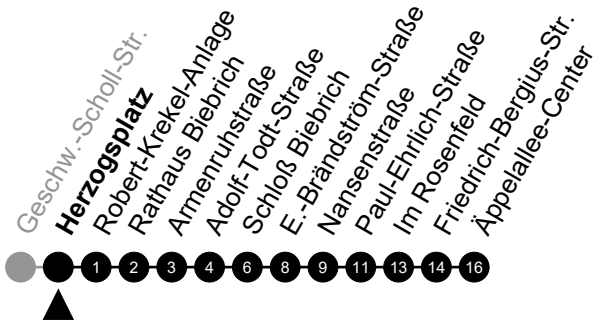 Geschw.-Scholl-Str.
Herzogsplatz
Robert-Krekel-Anlage
Rathaus Biebrich
Armenruhstraße
Adolf-Todt-Straße
Schloß Biebrich
E.-Brändström-Straße
Nansenstraße
Paul-Ehrlich-Straße
Im Rosenfeld
Friedrich-Bergius-Str.
Äppelallee-Center
1 2 3 4 6 8 9 11 13 14 16